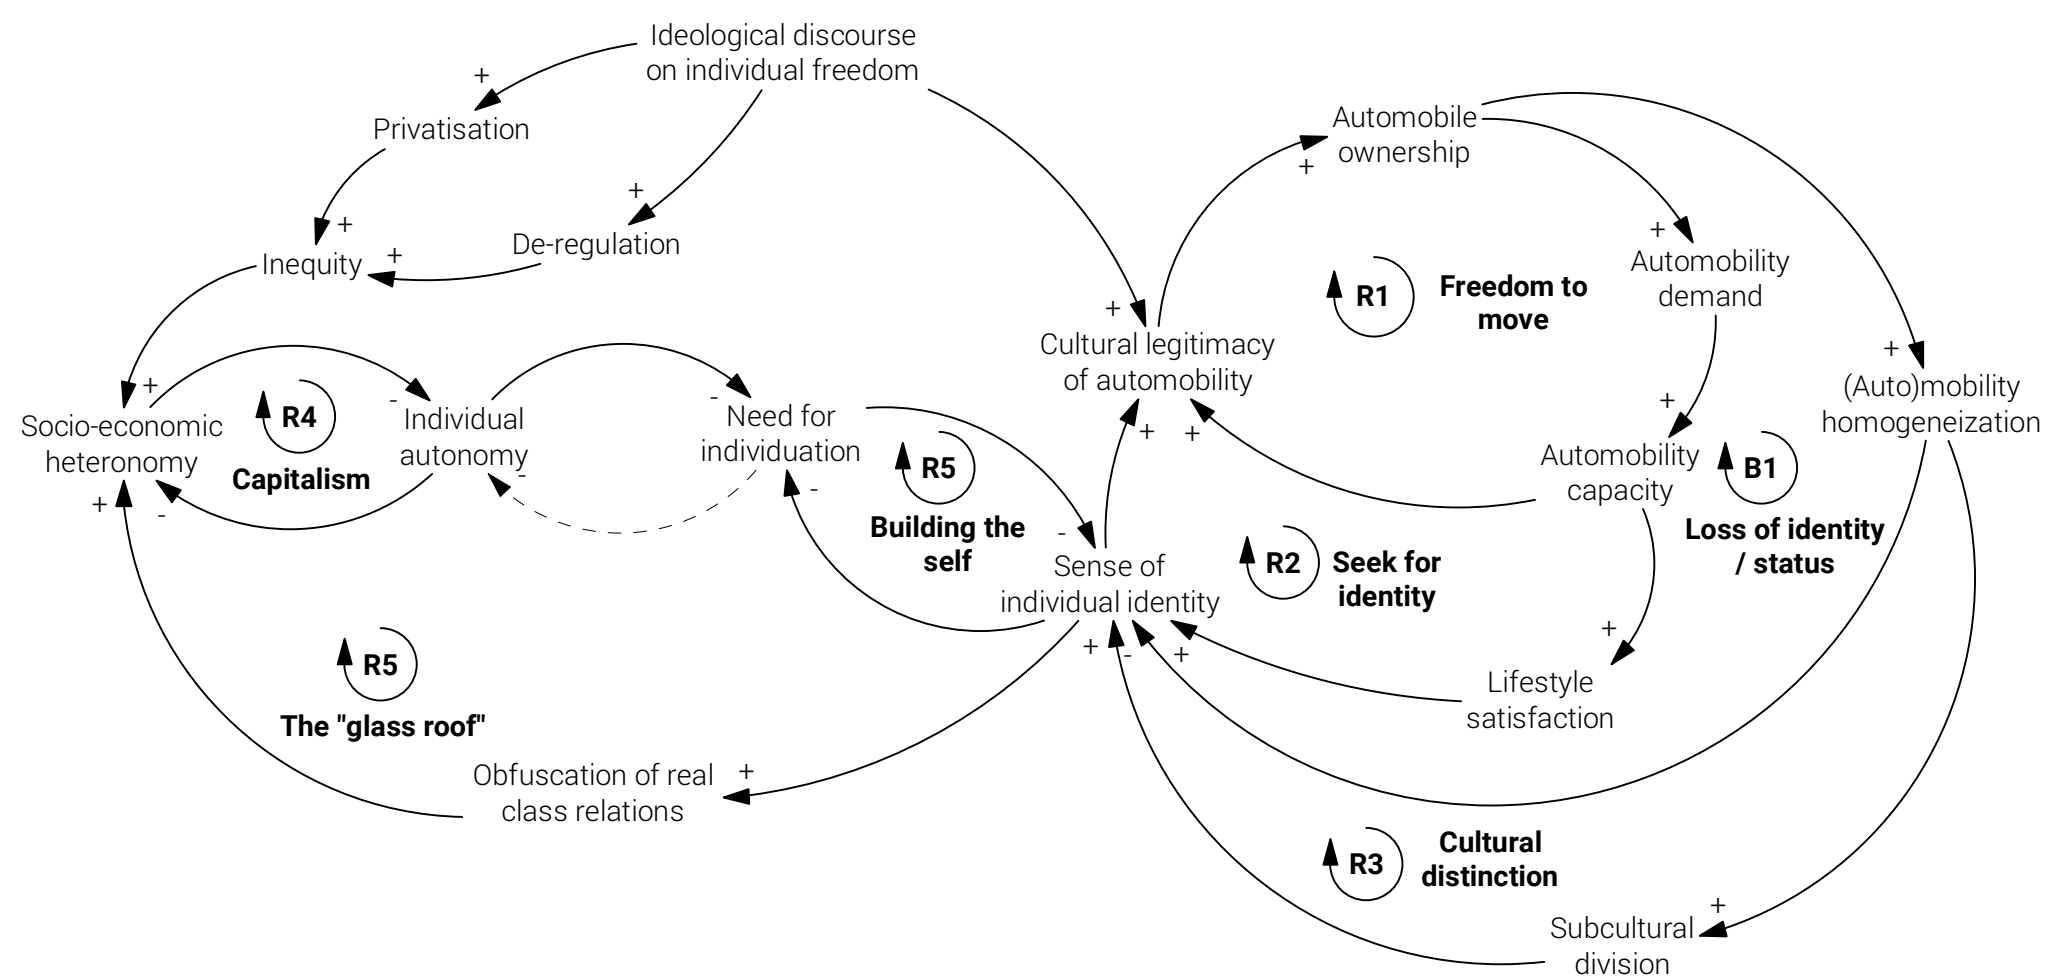 Ideological discourse
on individual freedom
+
Privatisation
+
De-regulation
+
Inequity
+
+
Socio-economic
heteronomy
+
-
R4
Capitalism
Individual
autonomy
-
-
Need for
individuation
-
-
R5
Building the
self
-
Sense of
individual identity
+
-
+
Cultural legitimacy
of automobility
+
+
+
Automobile
ownership
+
R1
Freedom to
move
Automobility
demand
+
Automobility
capacity
+
(Auto)mobility
homogeneization
+
B1
Loss of identity
/ status
R2
Seek for
identity
Lifestyle
satisfaction
+
R5
The "glass roof"
Obfuscation of real
class relations
+
R3
Cultural
distinction
Subcultural
division
+